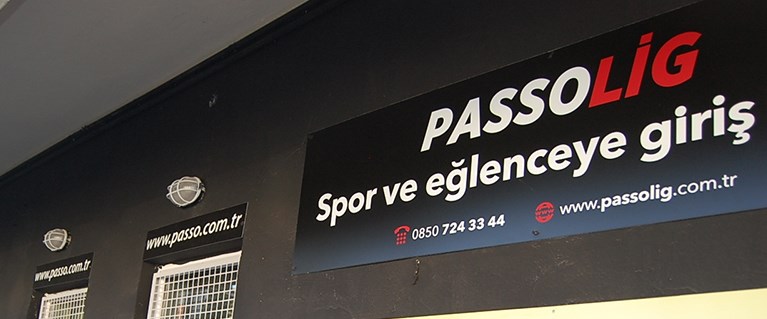 PASSOLİG
Spor ve eğlenceye giriş
0850 724 33 44
www.passolig.com.tr
www.passo.com.tr
www.passo.com.tr